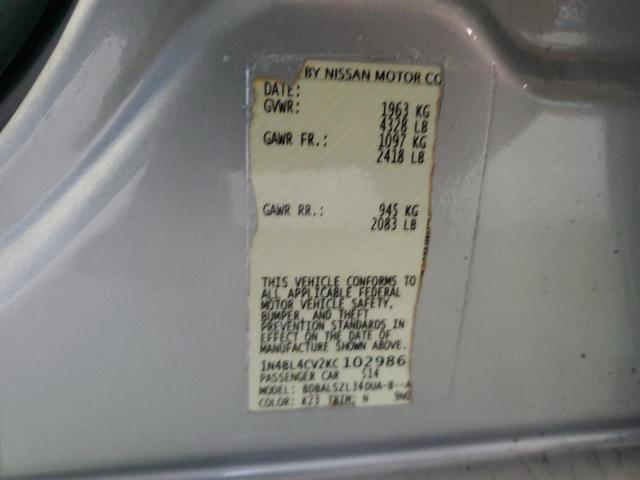 BY NISSAN MOTOR CO
DATE:
GVWR: 1963 KG
4328 LB
GAWR FR.: 1097 KG
2418 LB
GAWR RR.: 945 KG
2083 LB
THIS VEHICLE CONFORMS TO
ALL APPLICABLE FEDERAL
MOTOR VEHICLE SAFETY,
BUMPER, AND THEFT
PREVENTION STANDARDS IN
EFFECT ON THE DATE OF
MANUFACTURE SHOWN ABOVE.
1N4BL4CV2KC102986
PASSENGER CAR 514
MODEL: BDBALSZL340UA-B--A
COLOR: K23 TRIM: N